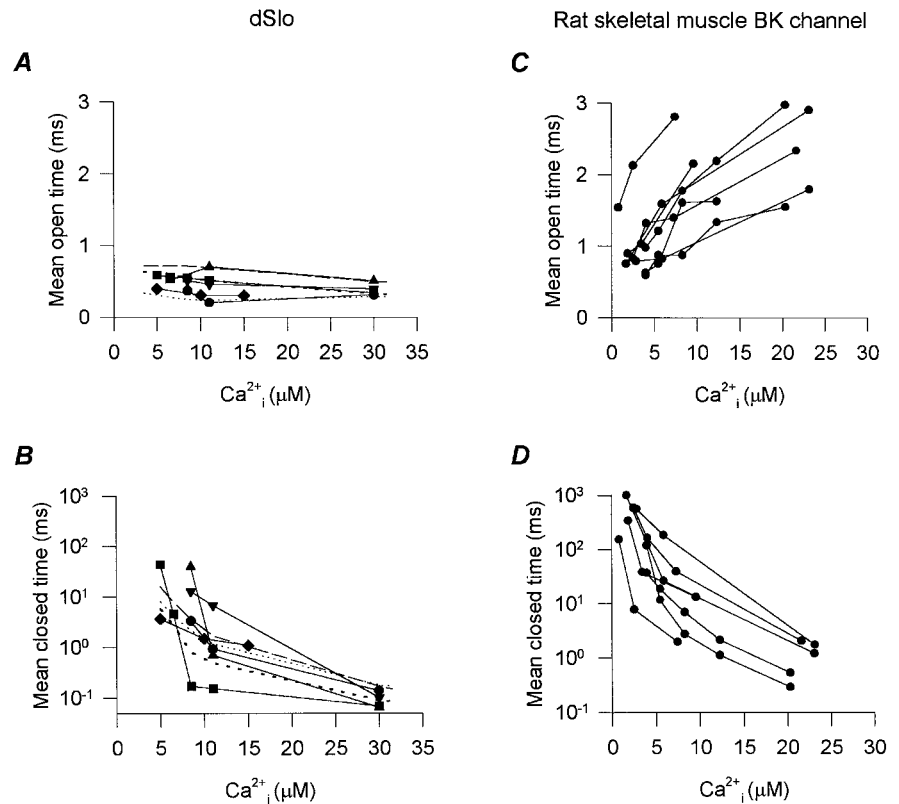 dSlo
Rat skeletal muscle BK channel
A
Mean open time (ms)
3
2
1
0
0 5 10 15 20 25 30 35
Ca²⁺ᵢ (μM)
C
Mean open time (ms)
3
2
1
0
0 5 10 15 20 25 30
Ca²⁺ᵢ (μM)
B
Mean closed time (ms)
10³
10²
10¹
10⁰
10⁻¹
0 5 10 15 20 25 30 35
Ca²⁺ᵢ (μM)
D
Mean closed time (ms)
10³
10²
10¹
10⁰
10⁻¹
0 5 10 15 20 25 30
Ca²⁺ᵢ (μM)